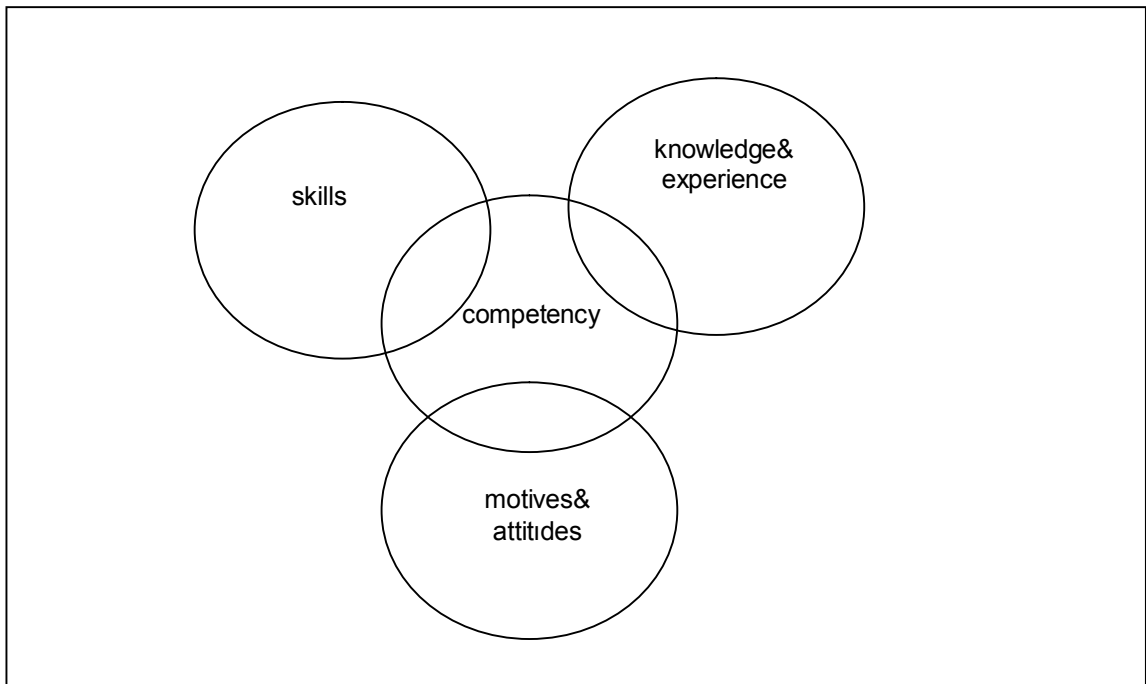 skills
knowledge&
experience
competency
motives&
attitıdes